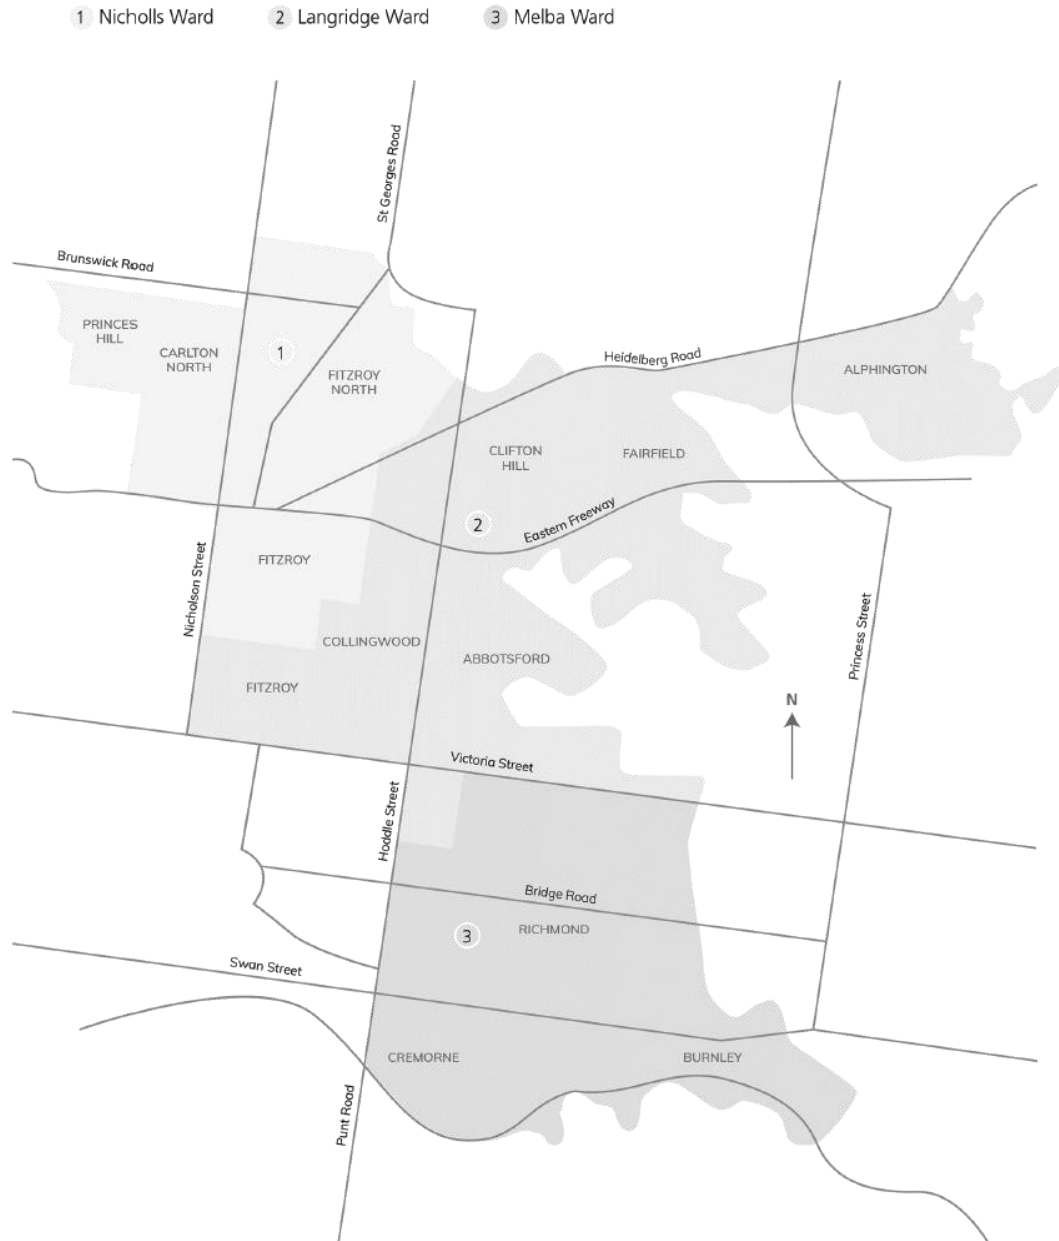 1 Nicholls Ward
2 Langridge Ward
3 Melba Ward
St Georges Road
Brunswick Road
PRINCES
HILL
CARLTON
NORTH
1
FITZROY
NORTH
Heidelberg Road
ALPHINGTON
CLIFTON
HILL
FAIRFIELD
2
Eastern Freeway
FITZROY
Nicholson Street
COLLINGWOOD
ABBOTSFORD
Princess Street
FITZROY
N
Victoria Street
Hoddle Street
Bridge Road
3
RICHMOND
Swan Street
CREMORNE
BURNLEY
Punt Road